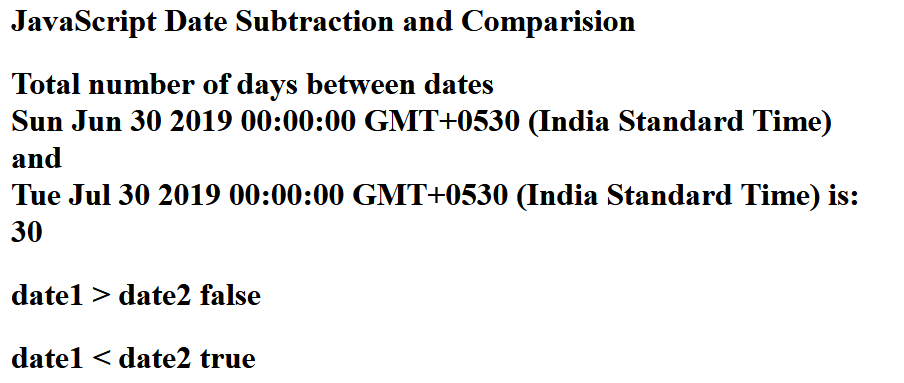 JavaScript Date Subtraction and Comparision
Total number of days between dates
Sun Jun 30 2019 00:00:00 GMT+0530 (India Standard Time)
and
Tue Jul 30 2019 00:00:00 GMT+0530 (India Standard Time) is:
30
date1 > date2 false
date1 < date2 true